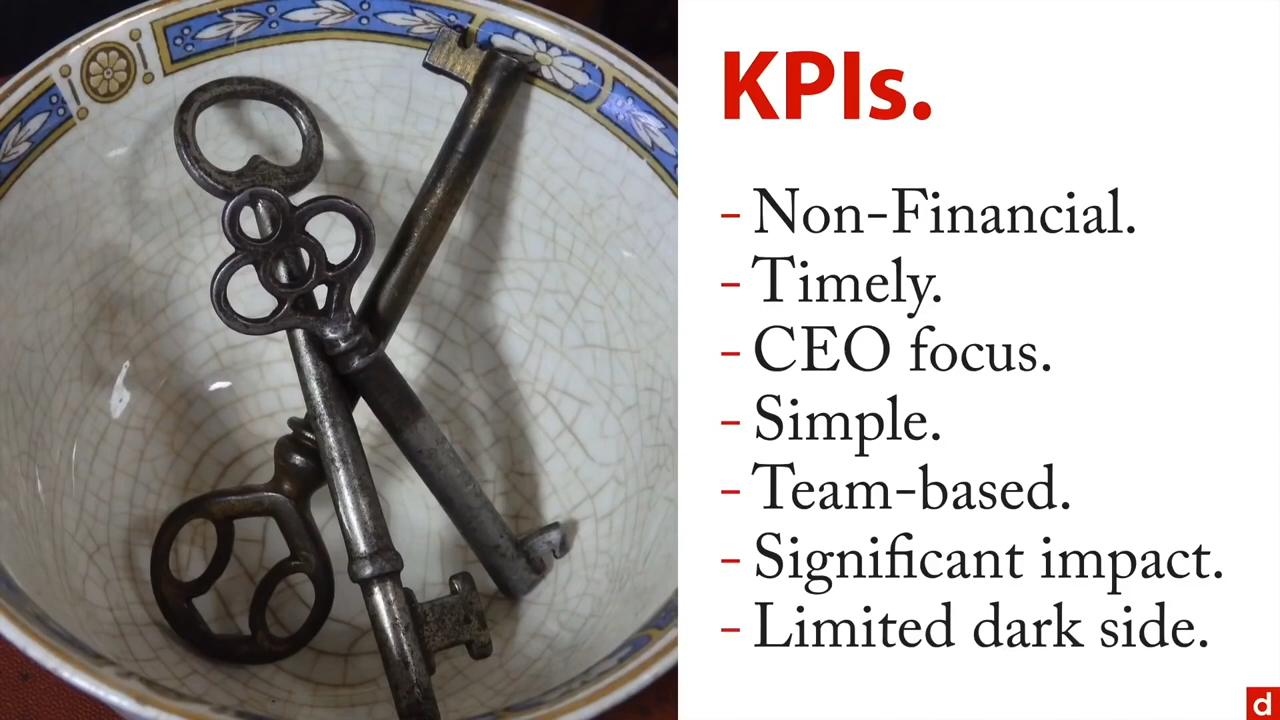 KPIs.
- Non-Financial.
- Timely.
- CEO focus.
- Simple.
- Team-based.
- Significant impact.
- Limited dark side.
d